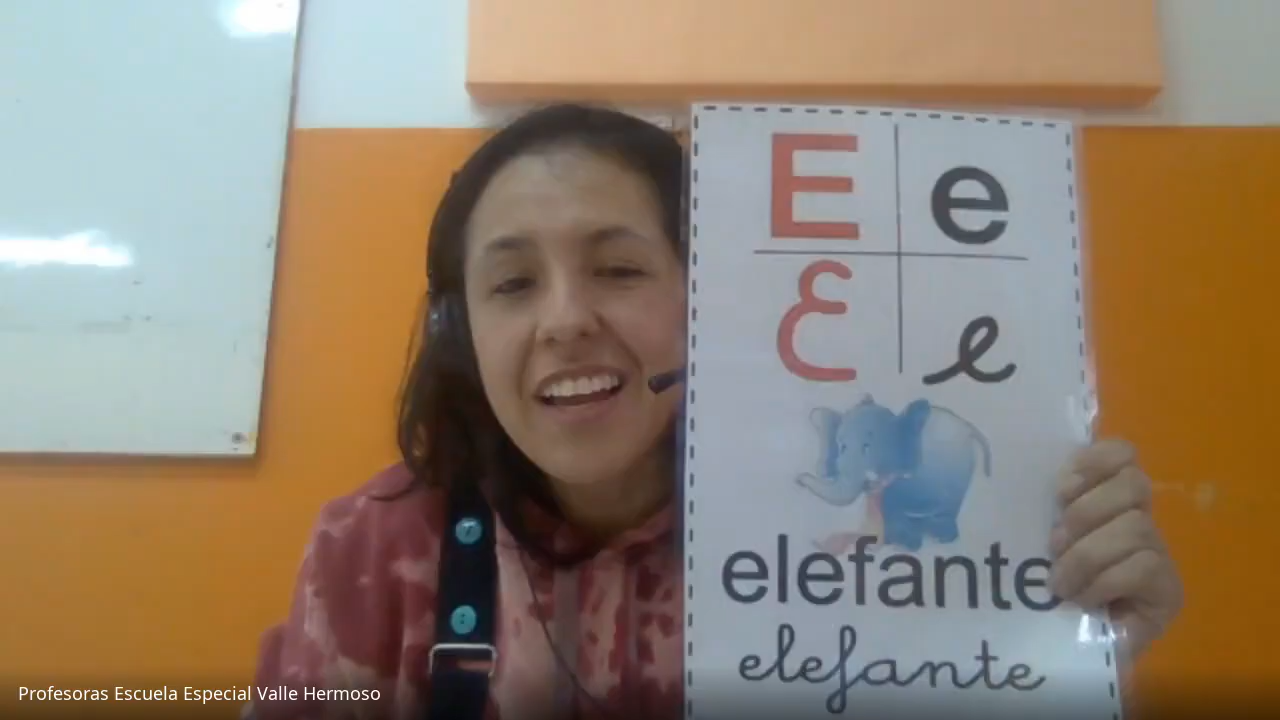 E e
E e
elefante
elefante
Profesoras Escuela Especial Valle Hermoso